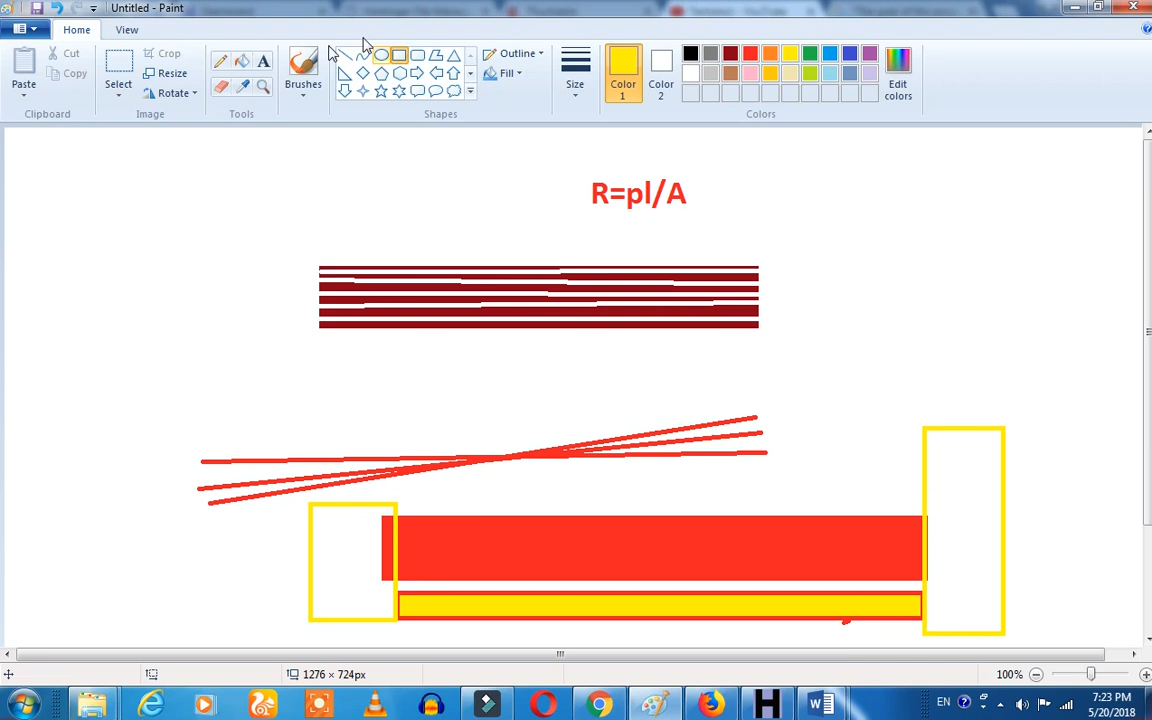 Untitled - Paint
Home
View
Paste
Cut
Copy
Clipboard
Select
Crop
Resize
Rotate
Image
A
Tools
Brushes
Outline
Fill
Shapes
Size
Color 1
Color 2
Edit colors
Colors
R=pl/A
1276 × 724px
100%
EN
7:23 PM
5/20/2018